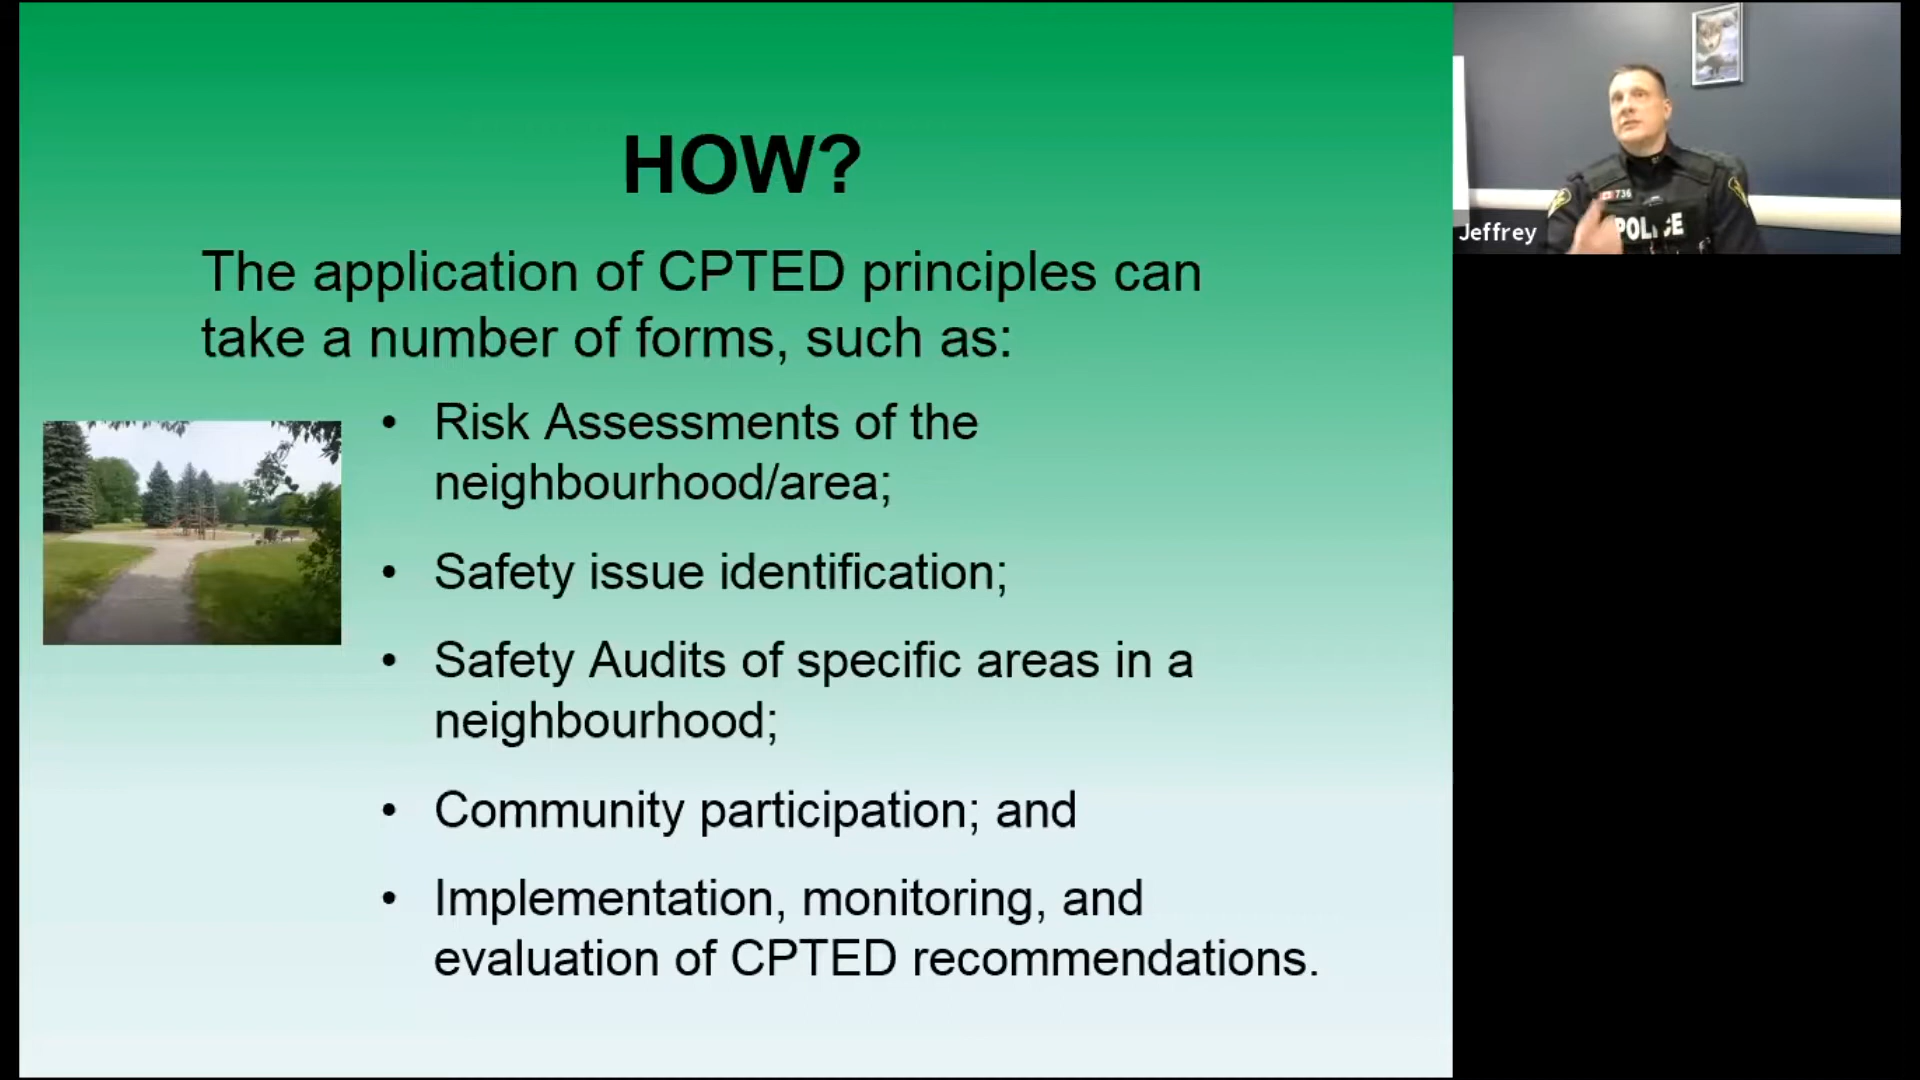 HOW?
The application of CPTED principles can
take a number of forms, such as:
• Risk Assessments of the
neighbourhood/area;
• Safety issue identification;
• Safety Audits of specific areas in a
neighbourhood;
• Community participation; and
• Implementation, monitoring, and
evaluation of CPTED recommendations.
736
POLICE
Jeffrey